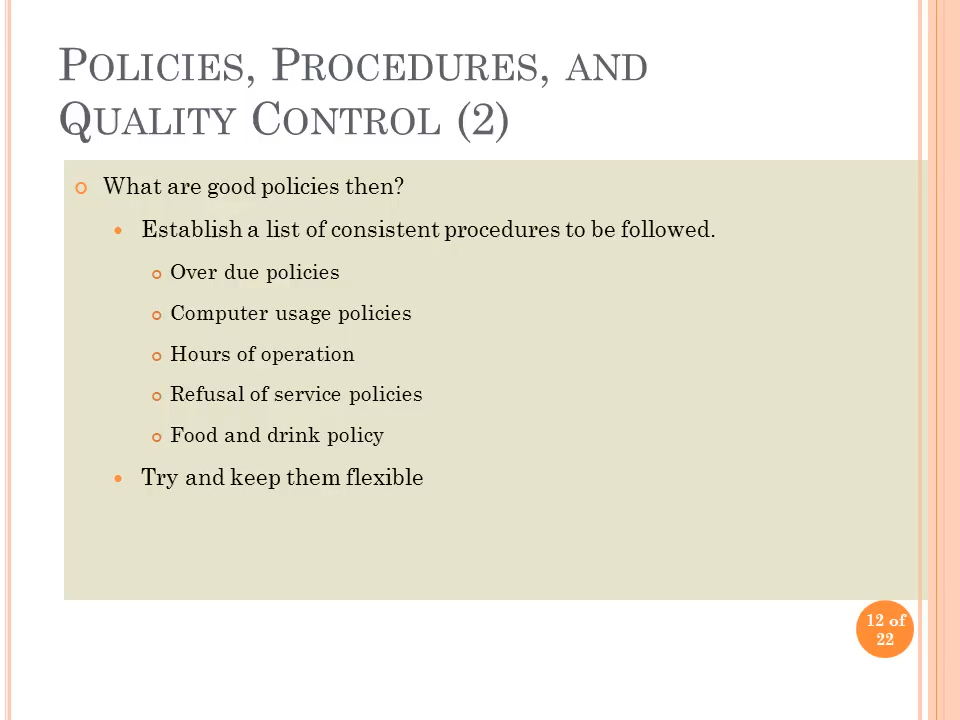 Policies, Procedures, and
Quality Control (2)
What are good policies then?
Establish a list of consistent procedures to be followed.
Over due policies
Computer usage policies
Hours of operation
Refusal of service policies
Food and drink policy
Try and keep them flexible
12 of
22